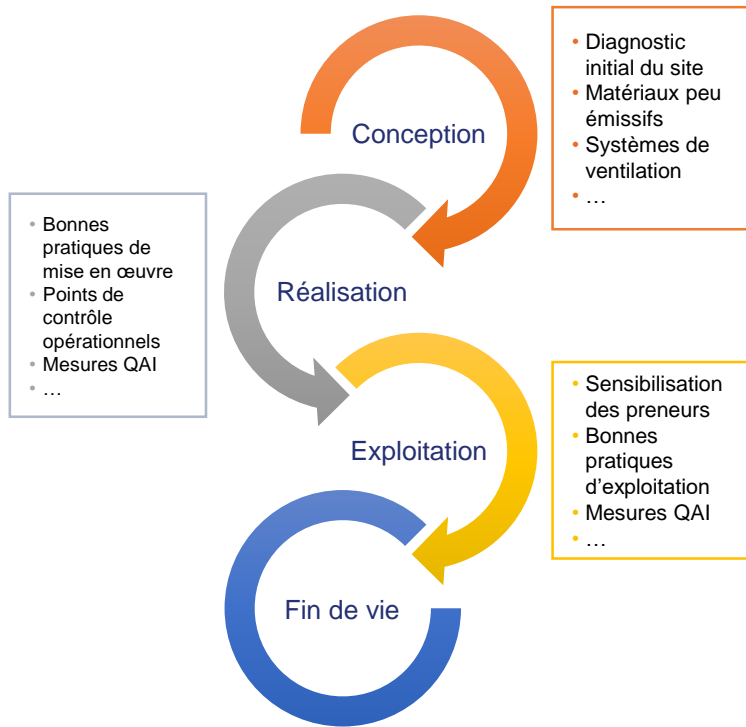 Conception
• Diagnostic
initial du site
• Matériaux peu
émissifs
• Systèmes de
ventilation
• …
Réalisation
• Bonnes
pratiques de
mise en œuvre
• Points de
contrôle
opérationnels
• Mesures QAI
• …
Exploitation
• Sensibilisation
des preneurs
• Bonnes
pratiques
d’exploitation
• Mesures QAI
• …
Fin de vie